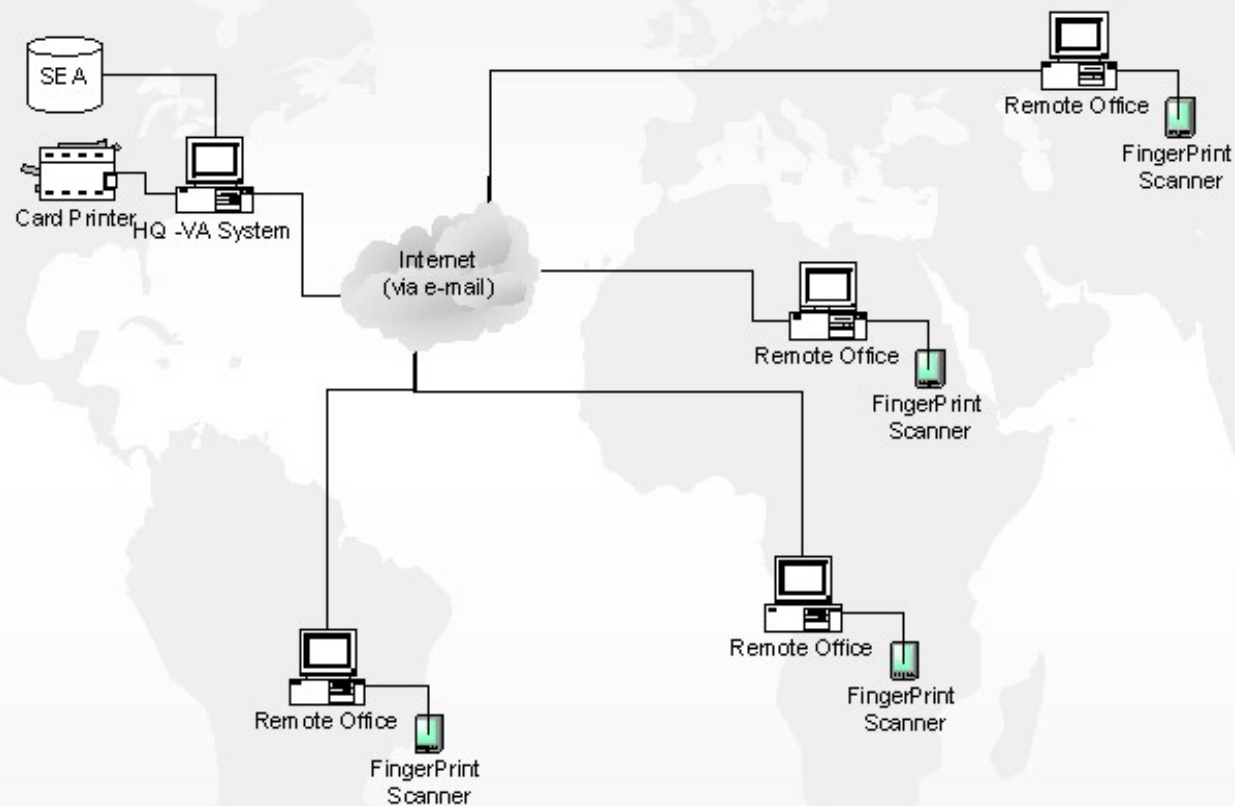 SEA
Card Printer
HQ -VA System
Internet
(via e-mail)
Remote Office
FingerPrint
Scanner
Remote Office
FingerPrint
Scanner
Remote Office
FingerPrint
Scanner
Remote Office
FingerPrint
Scanner